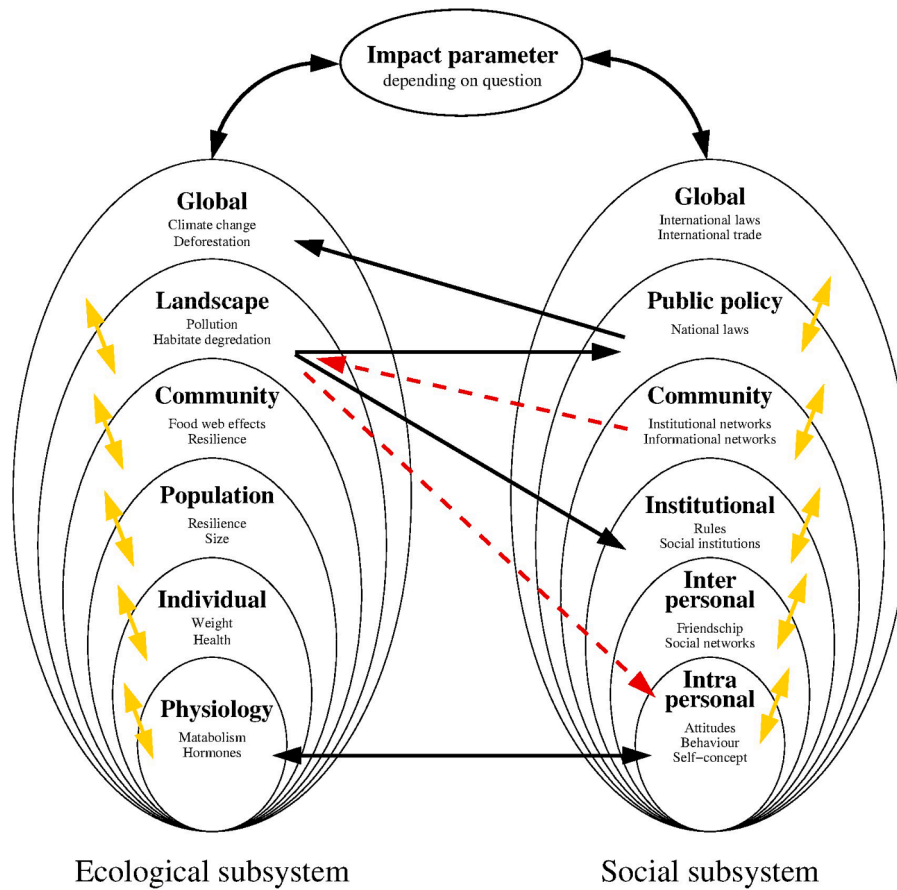 Impact parameter
depending on question
Global
Climate change
Deforestation
Landscape
Pollution
Habitate degredation
Community
Food web effects
Resilience
Population
Resilience
Size
Individual
Weight
Health
Physiology
Matabolism
Hormones
Ecological subsystem
Global
International laws
International trade
Public policy
National laws
Community
Institutional networks
Informational networks
Institutional
Rules
Social institutions
Inter
personal
Friendschip
Social networks
Intra
personal
Attitudes
Behaviour
Self−concept
Social subsystem